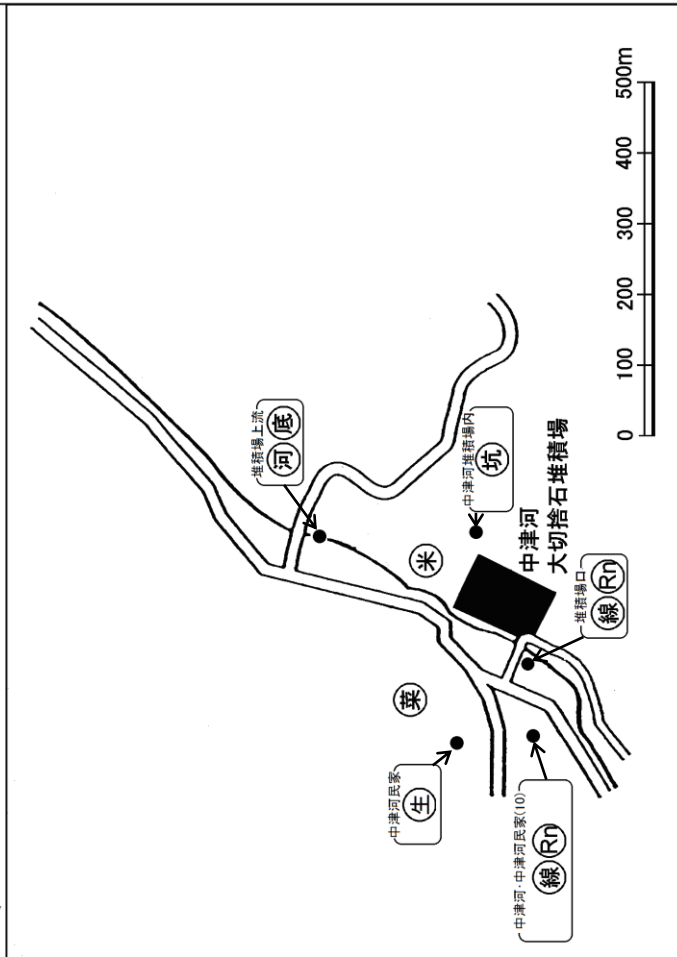 堆積場上流
河 底
中津河堆積場内
坑
米
中津河
大切捨石堆積場
堆積場口
線 Rn
菜
中津河民家
生
中津河・中津河民家(10)
線 Rn
0 100 200 300 400 500m